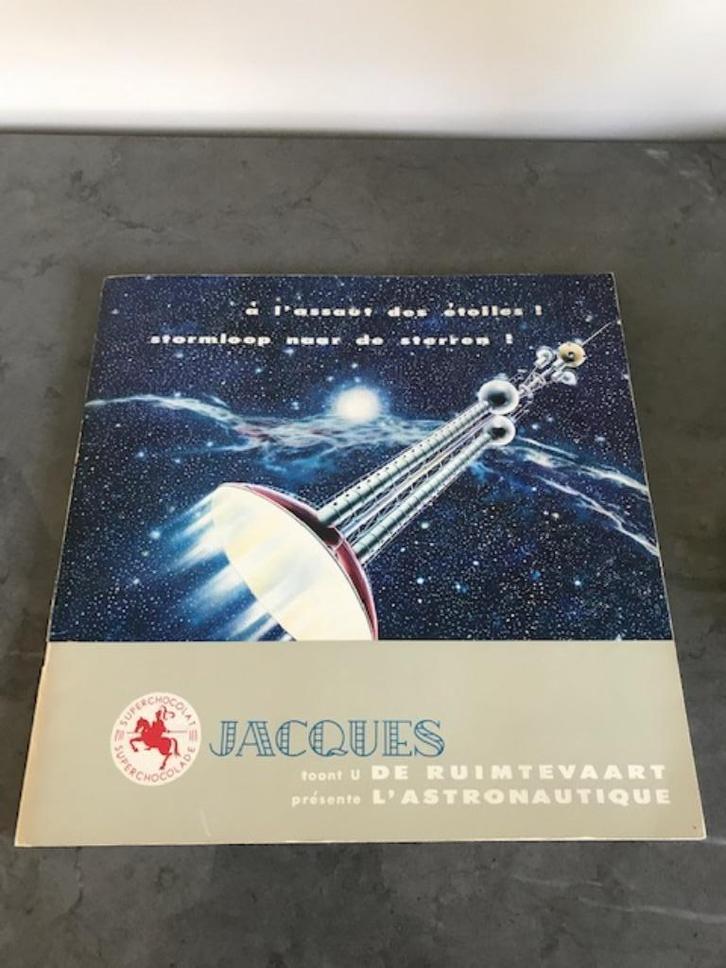 à l'assaut des étoiles !
stormloop naar de sterren !
SUPERCHOCOLAT
SUPERCHOCOLADE
JACQUES
toont U DE RUIMTEVAART
présente L'ASTRONAUTIQUE